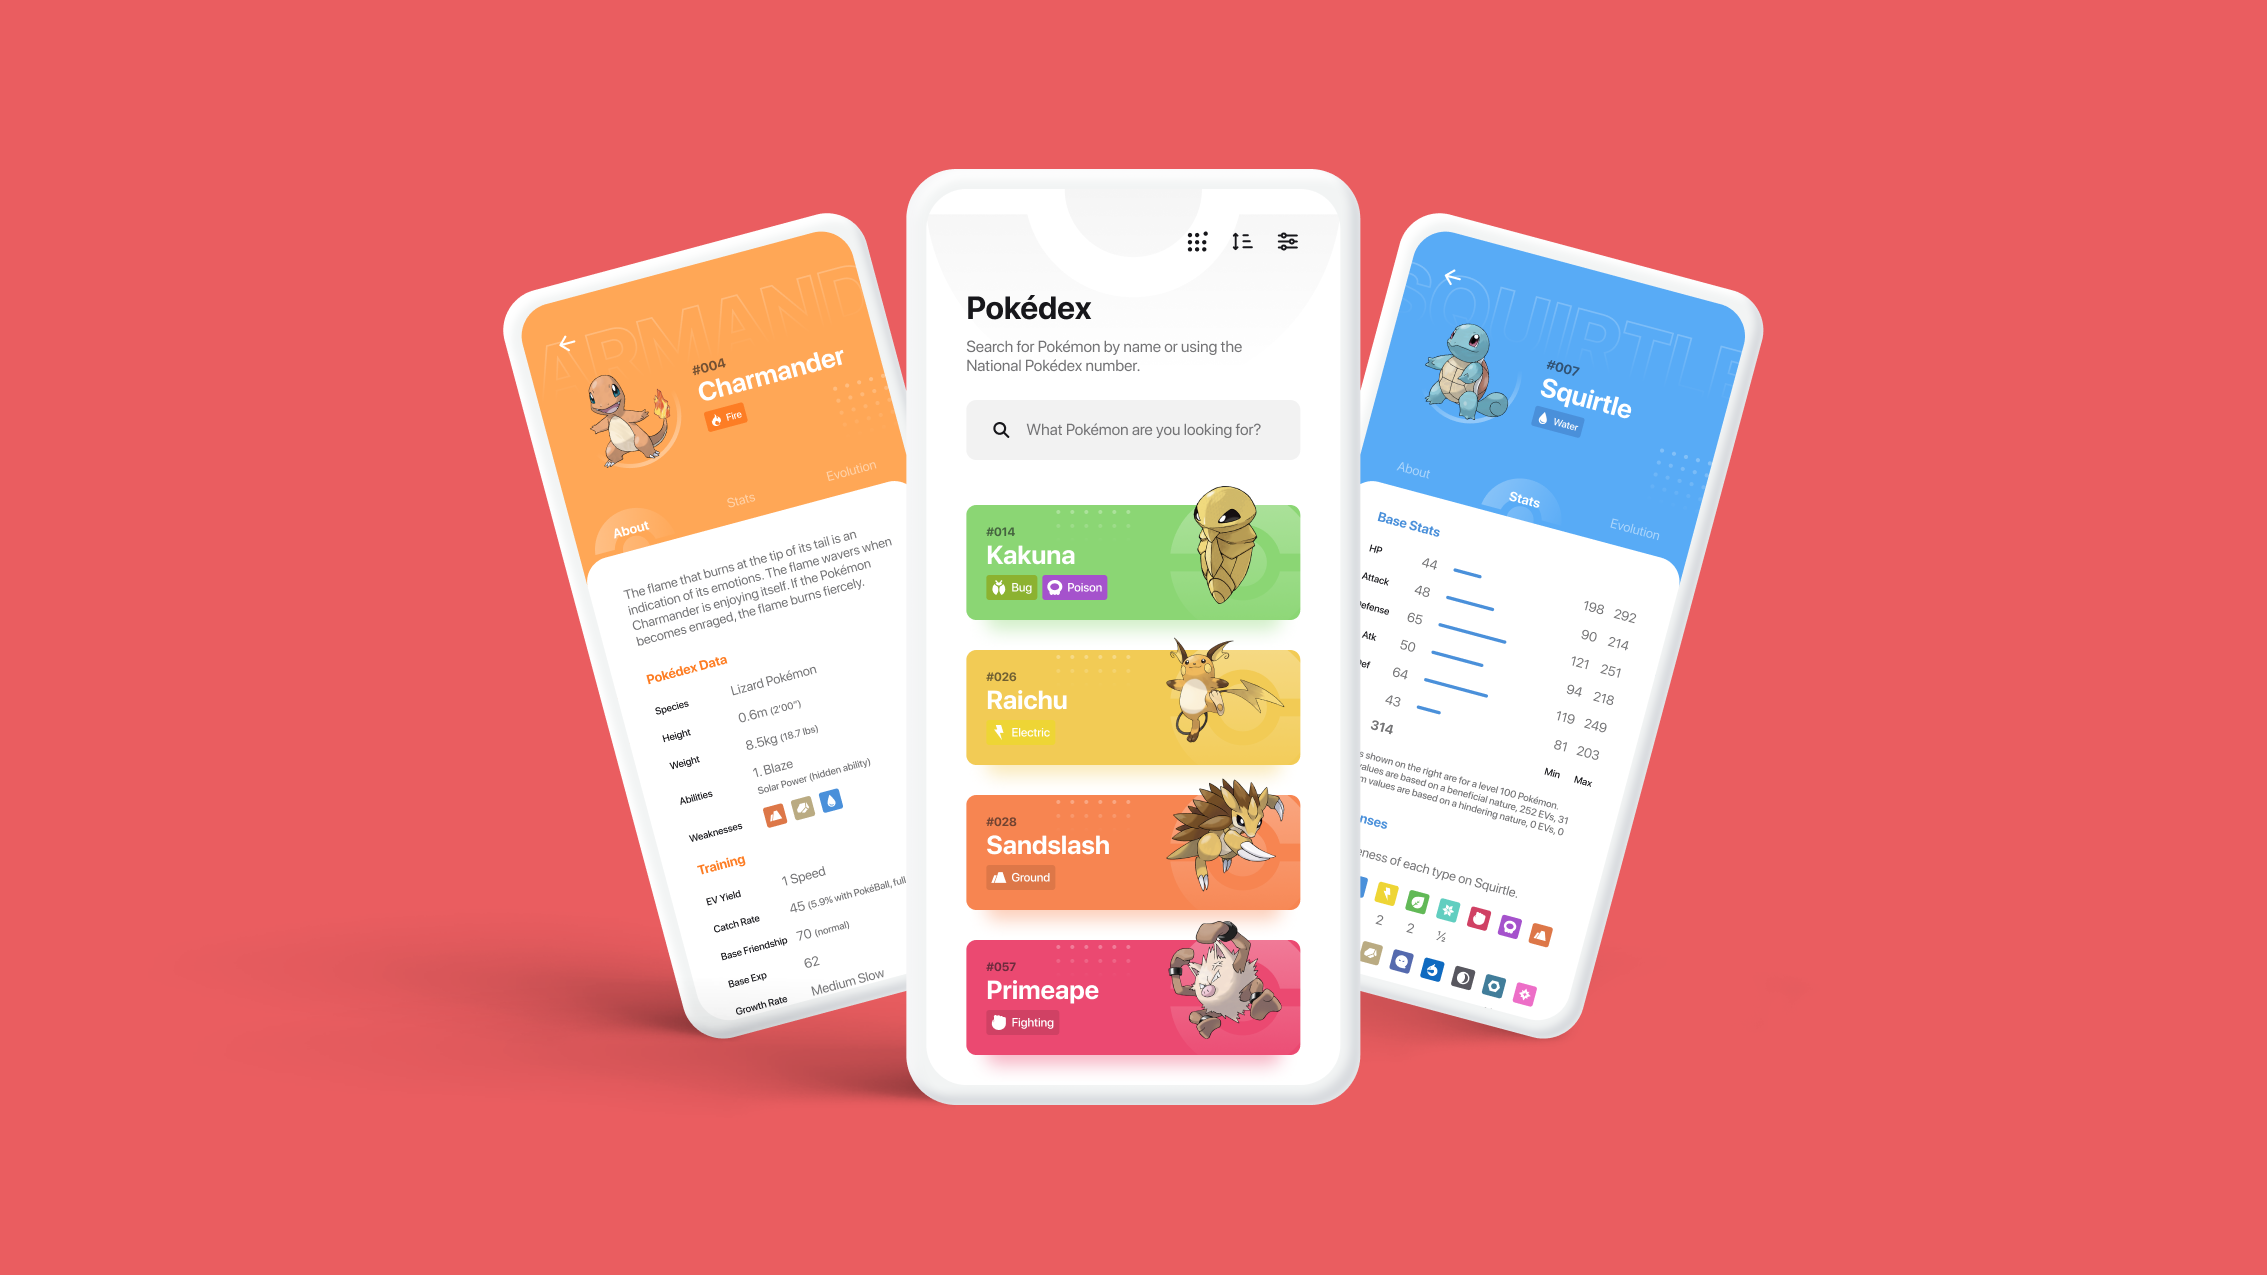 ARMAND
#004
Charmander
Fire
About
Stats
Evolution
The flame that burns at the tip of its tail is an
indication of its emotions. The flame wavers when
Charmander is enjoying itself. If the Pokémon
becomes enraged, the flame burns fiercely.
Pokédex Data
Species Lizard Pokémon
Height 0.6m (2'00")
Weight 8.5kg (18.7 lbs)
Abilities 1. Blaze
Solar Power (hidden ability)
Weaknesses
Training
EV Yield 1 Speed
Catch Rate 45 (5.9% with PokéBall, full
Base Friendship 70 (normal)
Base Exp 62
Growth Rate Medium Slow
Pokédex
Search for Pokémon by name or using the
National Pokédex number.
What Pokémon are you looking for?
#014
Kakuna
Bug Poison
#026
Raichu
Electric
#028
Sandslash
Ground
#057
Primeape
Fighting
SQUIRTLE
#007
Squirtle
Water
About
Stats
Evolution
Base Stats
HP 44 198 292
Attack 48 90 214
efense 65 121 251
Atk 50 94 218
Def 64 119 249
43 81 203
314 Min Max
s shown on the right are for a level 100 Pokémon.
values are based on a beneficial nature, 252 EVs, 31
m values are based on a hindering nature, 0 EVs, 0
nses
eness of each type on Squirtle.
2 2 ½